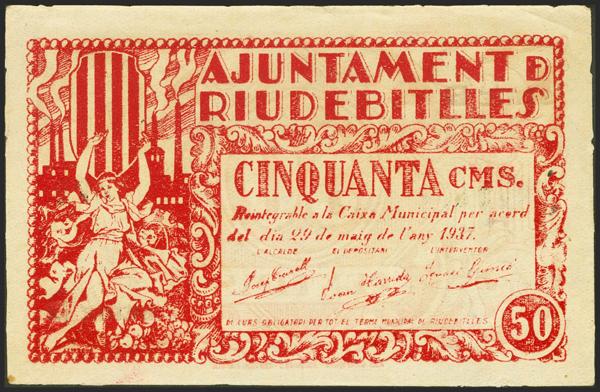 AJUNTAMENT D
RIUDEBITLLES
CINQUANTA CMS.
Reintegrable a la Caixa Municipal per acord
del dia 29 de maig de l'any 1937.
L'ALCALDE EL DIPOSITARI L'INTERVENTOR
DE CURS OBLIGATORI PER TOT EL TERME MUNICIPAL DE RIUDEBITLLES
50